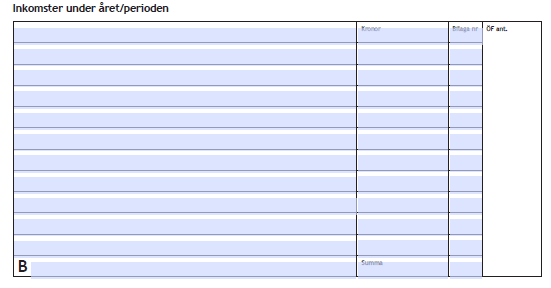 Inkomster under året/perioden
Kronor Bilaga nr ÖF ant.
B Summa